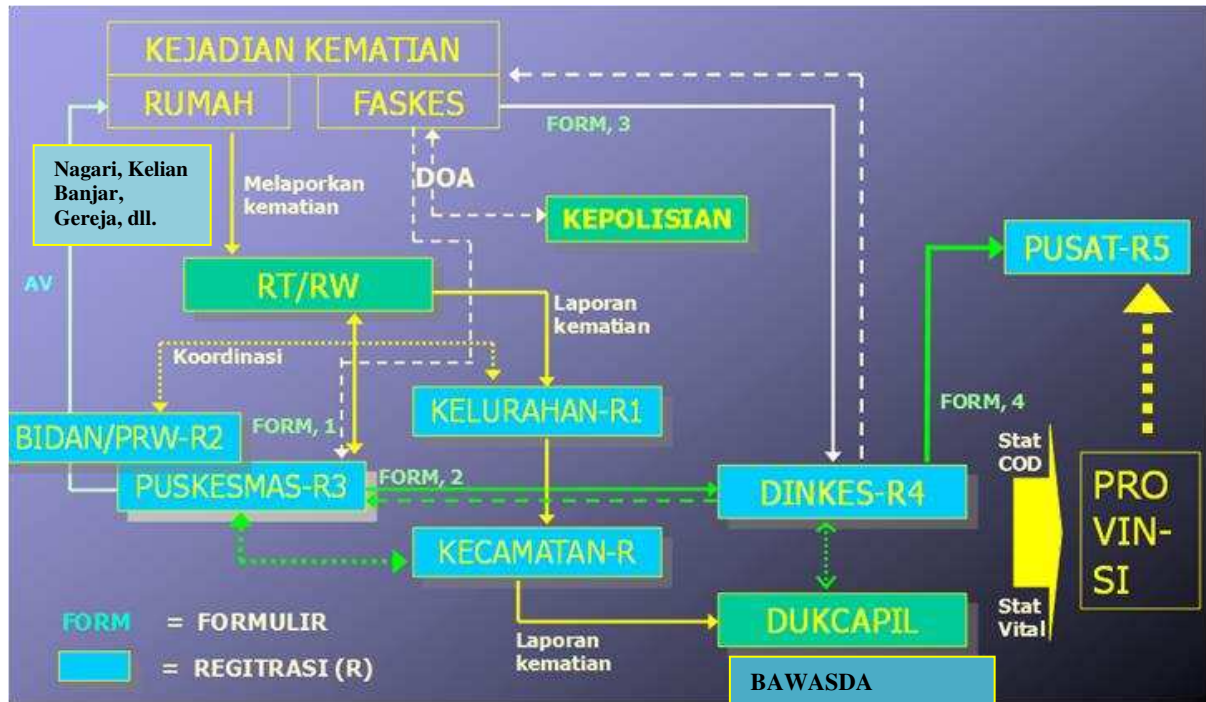 KEJADIAN KEMATIAN
RUMAH
FASKES
FORM, 3
Nagari, Kelian
Banjar,
Gereja, dll.
Melaporkan
kematian
DOA
KEPOLISIAN
PUSAT-R5
AV
RT/RW
Laporan
kematian
Koordinasi
KELURAHAN-R1
FORM, 4
BIDAN/PRW-R2
FORM, 1
Stat
COD
PUSKESMAS-R3
FORM, 2
DINKES-R4
PRO
VIN-
SI
KECAMATAN-R
Stat
Vital
FORM = FORMULIR
DUKCAPIL
Laporan
kematian
= REGITRASI (R)
BAWASDA